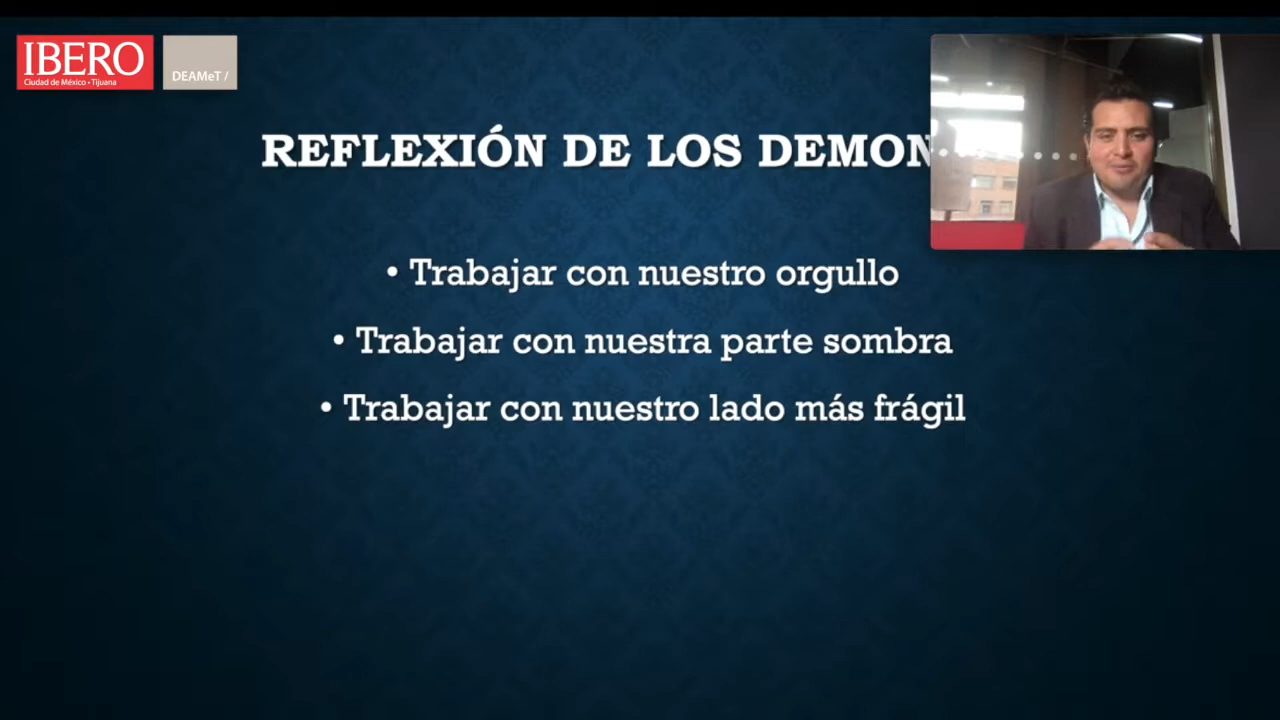 IBERO
Ciudad de México • Tijuana
DEAMeT /
REFLEXIÓN DE LOS
• Trabajar con nuestro orgullo
• Trabajar con nuestra parte sombra
• Trabajar con nuestro lado más frágil